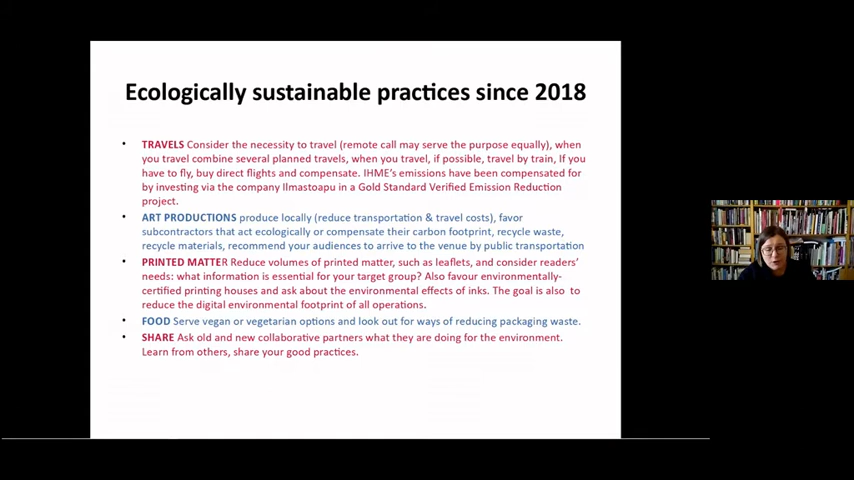 Ecologically sustainable practices since 2018
• TRAVELS Consider the necessity to travel (remote call may serve the purpose equally), when
you travel combine several planned travels, when you travel, if possible, travel by train, If you
have to fly, buy direct flights and compensate. IHME's emissions have been compensated for
by investing via the company Ilmastoapu in a Gold Standard Verified Emission Reduction
project.
• ART PRODUCTIONS produce locally (reduce transportation & travel costs), favor
subcontractors that act ecologically or compensate their carbon footprint, recycle waste,
recycle materials, recommend your audiences to arrive to the venue by public transportation
• PRINTED MATTER Reduce volumes of printed matter, such as leaflets, and consider readers'
needs: what information is essential for your target group? Also favour environmentally-
certified printing houses and ask about the environmental effects of inks. The goal is also to
reduce the digital environmental footprint of all operations.
• FOOD Serve vegan or vegetarian options and look out for ways of reducing packaging waste.
• SHARE Ask old and new collaborative partners what they are doing for the environment.
Learn from others, share your good practices.